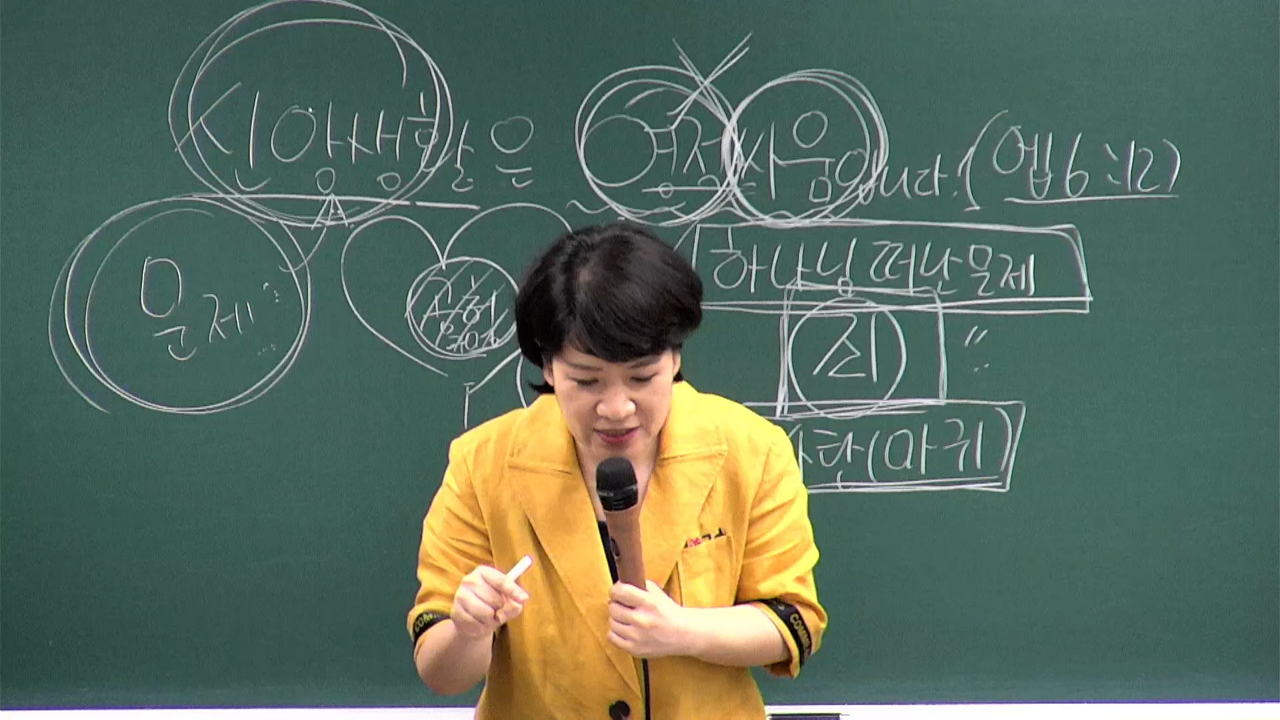 신앙생활은 영적싸움입니다! (엡6:12)
하나님 떠난 문제
문제
죄
사탄(마귀)